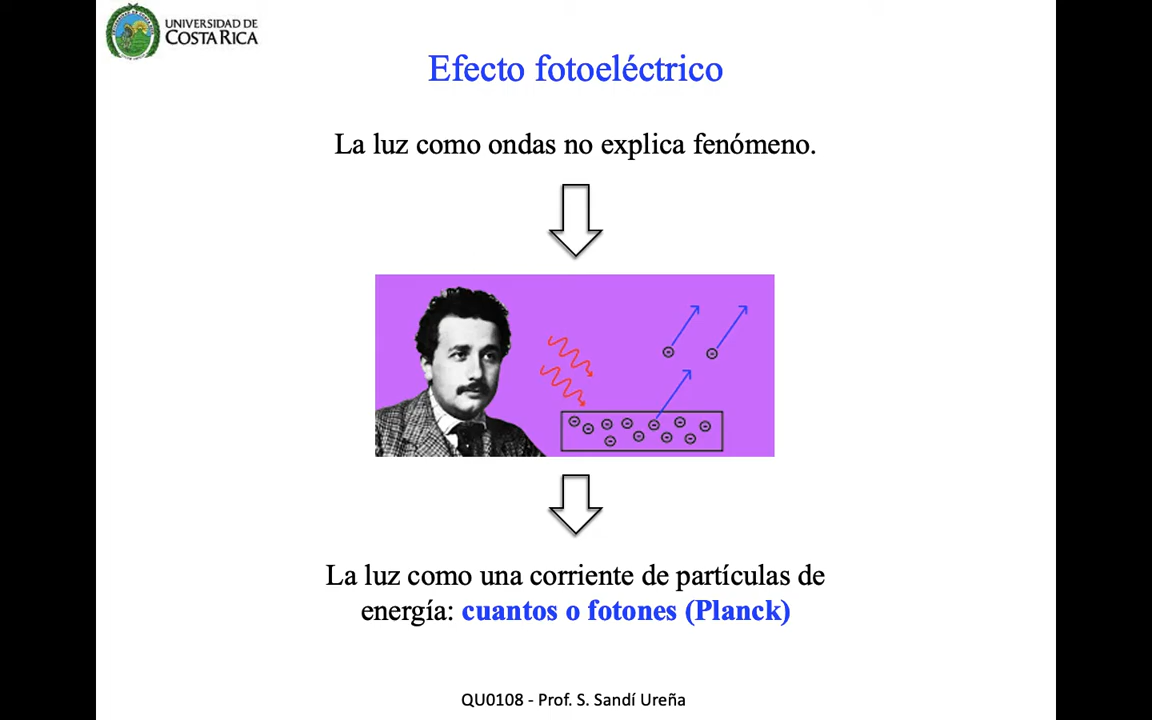 UNIVERSIDAD DE
COSTA RICA
Efecto fotoeléctrico
La luz como ondas no explica fenómeno.
La luz como una corriente de partículas de
energía: cuantos o fotones (Planck)
QU0108 - Prof. S. Sandí Ureña